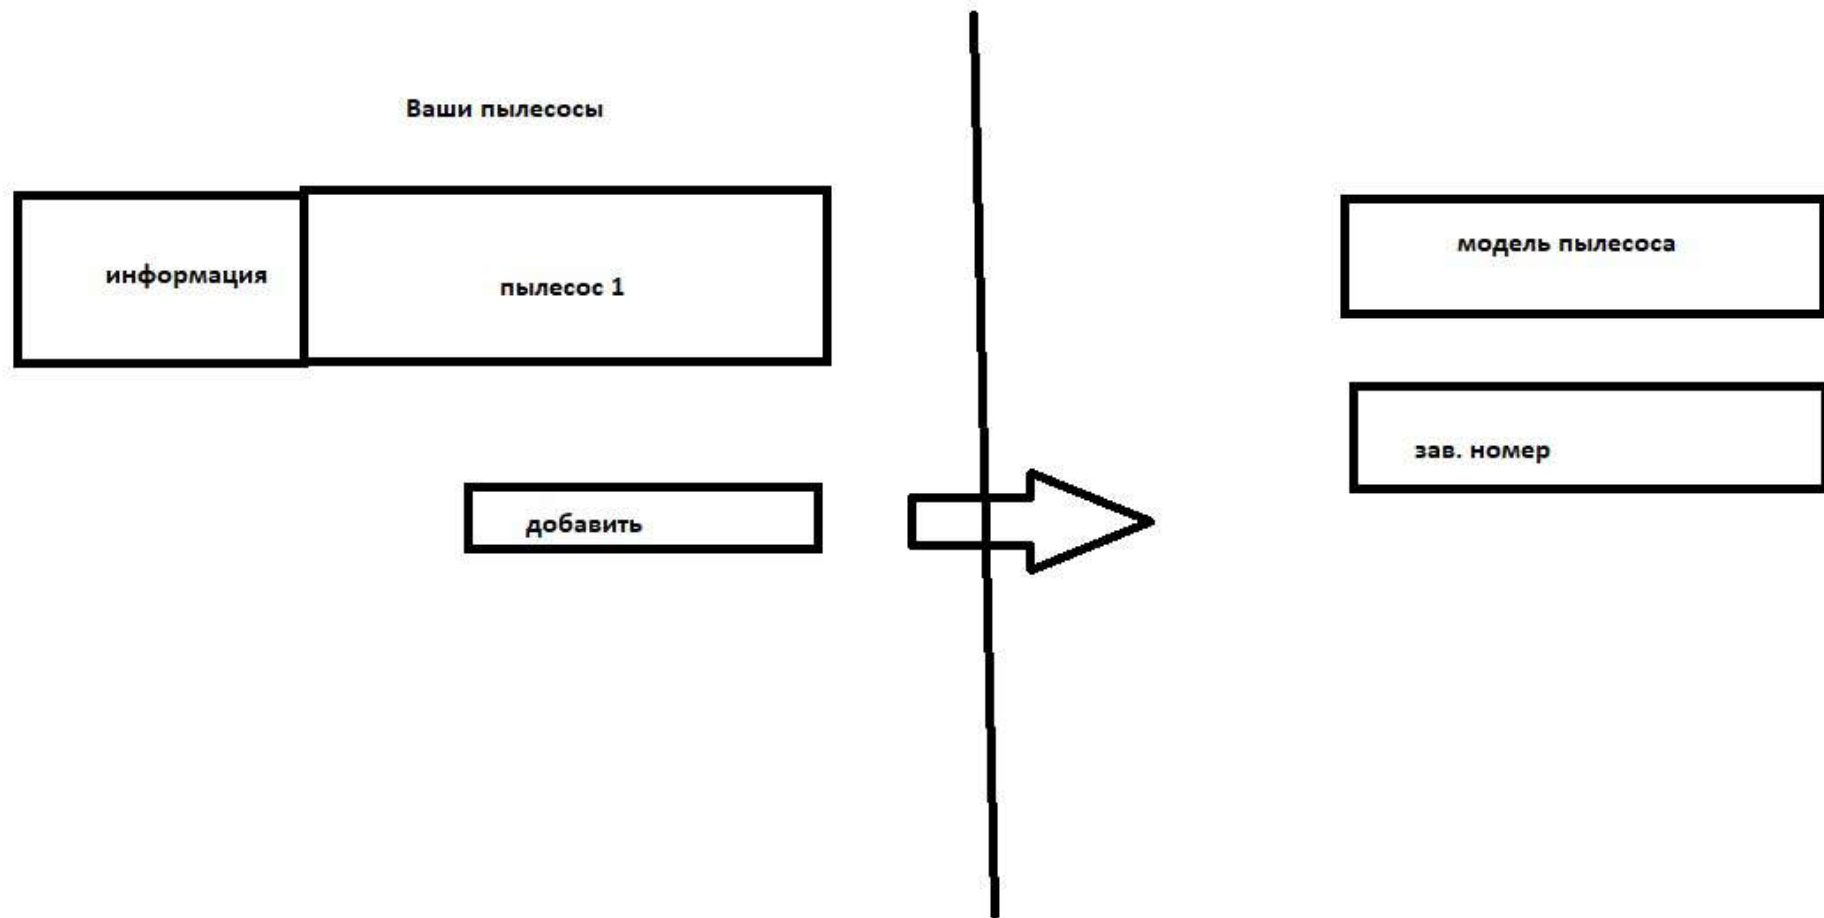 Ваши пылесосы
информация
пылесос 1
добавить
модель пылесоса
зав. номер